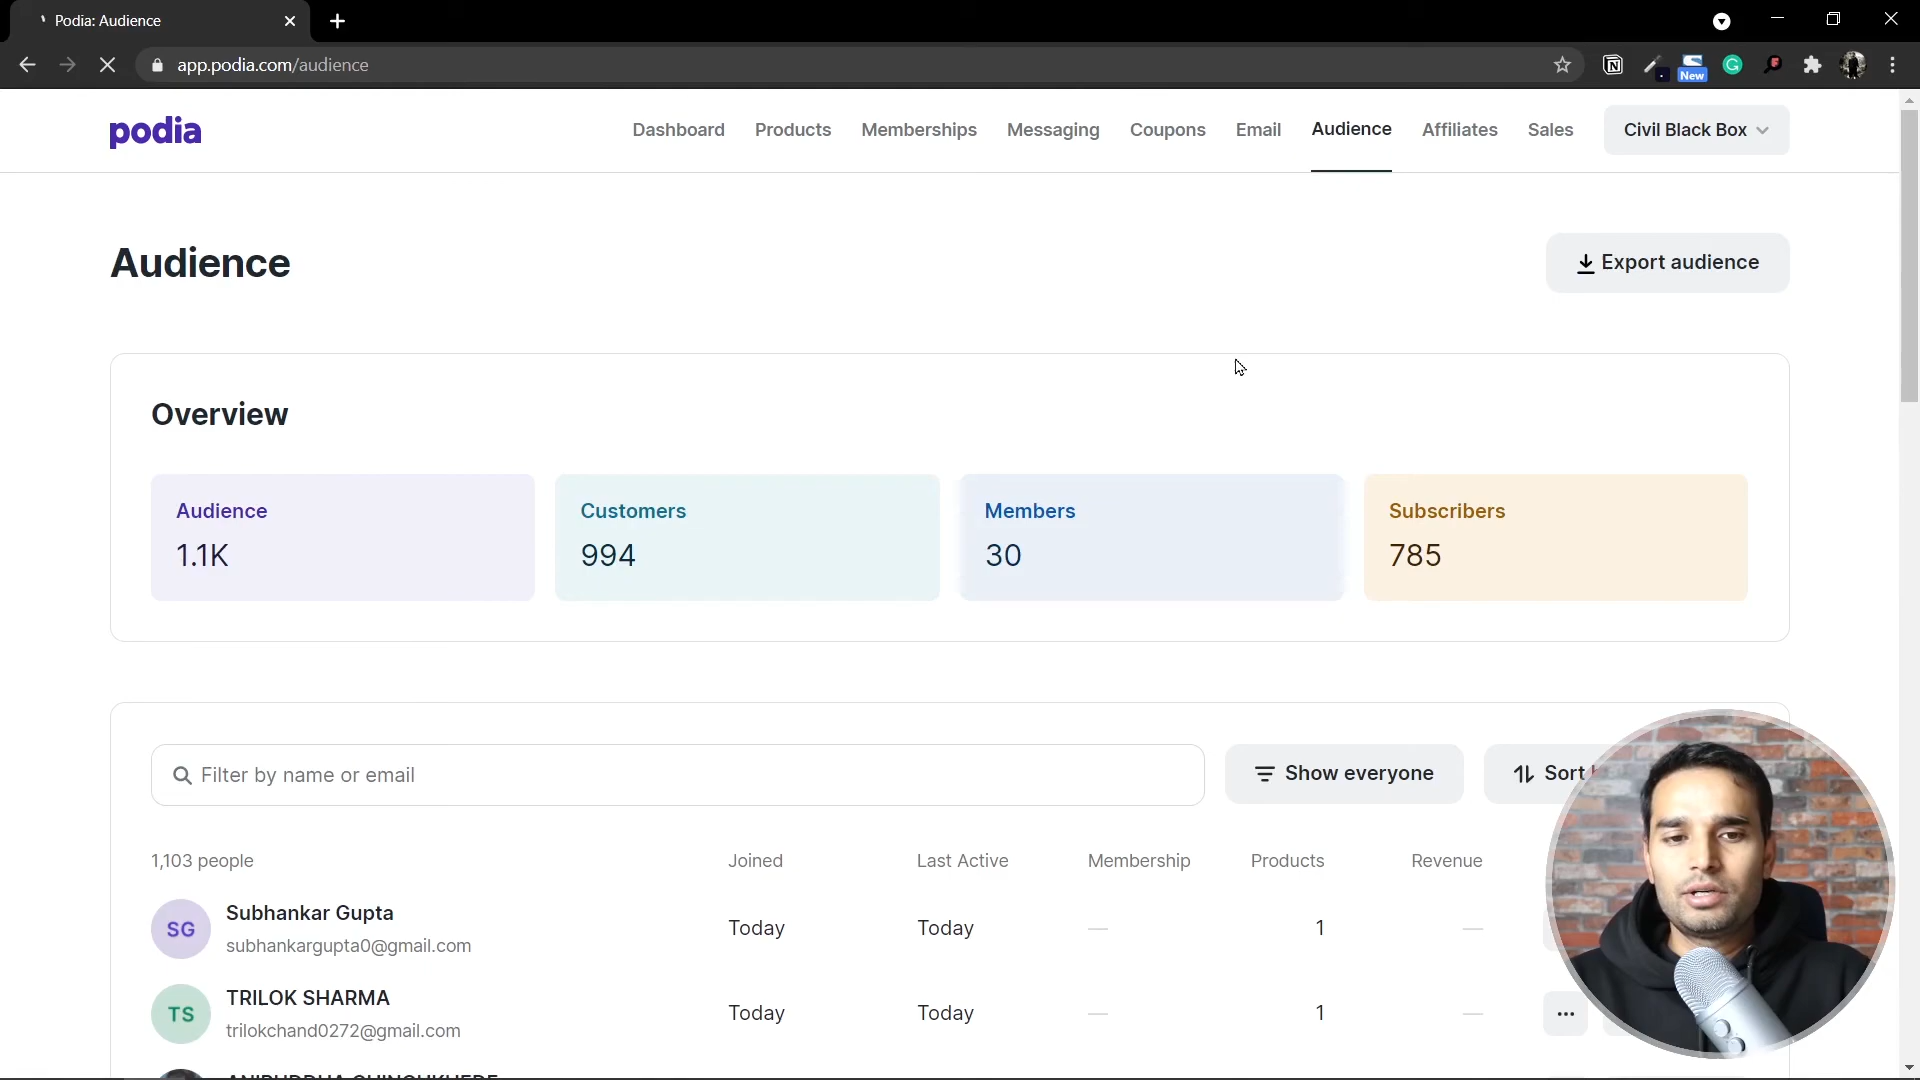 Podia: Audience
app.podia.com/audience
New
podia
Dashboard
Products
Memberships
Messaging
Coupons
Email
Audience
Affiliates
Sales
Civil Black Box
Audience
Export audience
Overview
Audience
1.1K
Customers
994
Members
30
Subscribers
785
Filter by name or email
Show everyone
Sort
1,103 people
Joined
Last Active
Membership
Products
Revenue
SG
Subhankar Gupta
subhankargupta0@gmail.com
Today
Today
—
1
—
TS
TRILOK SHARMA
trilokchand0272@gmail.com
Today
Today
—
1
—